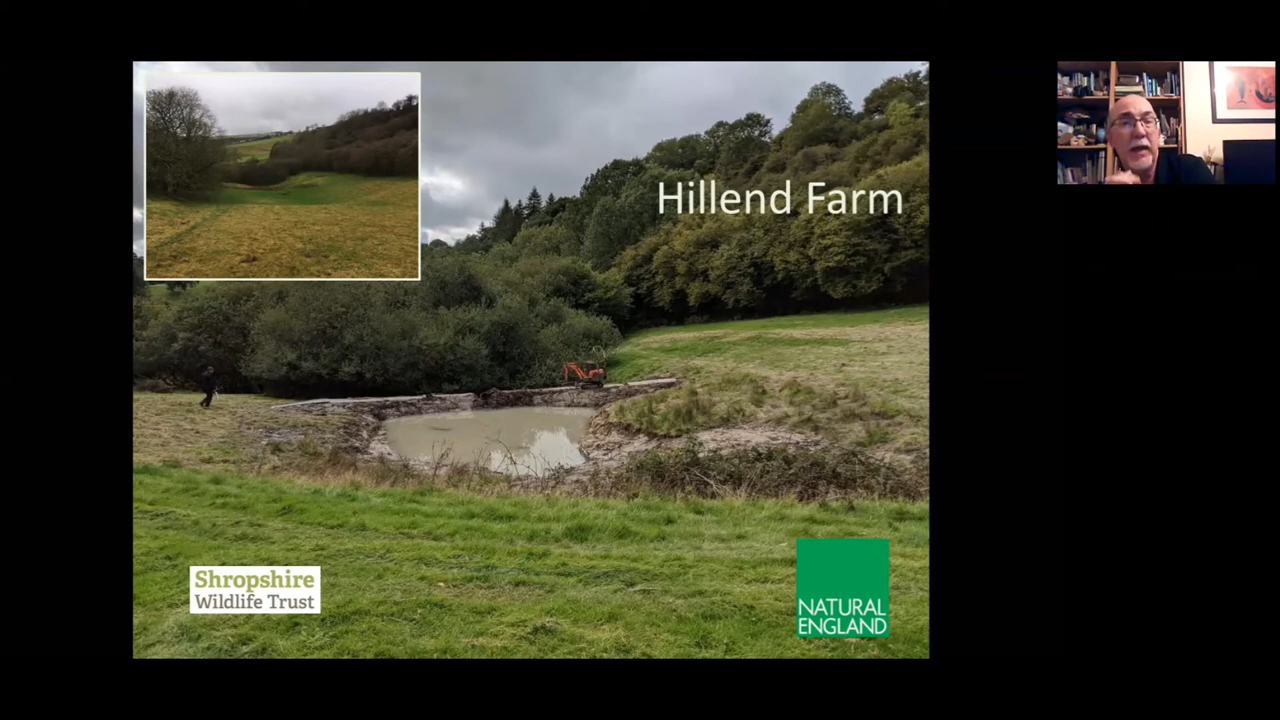 Hillend Farm
Shropshire
Wildlife Trust
NATURAL
ENGLAND